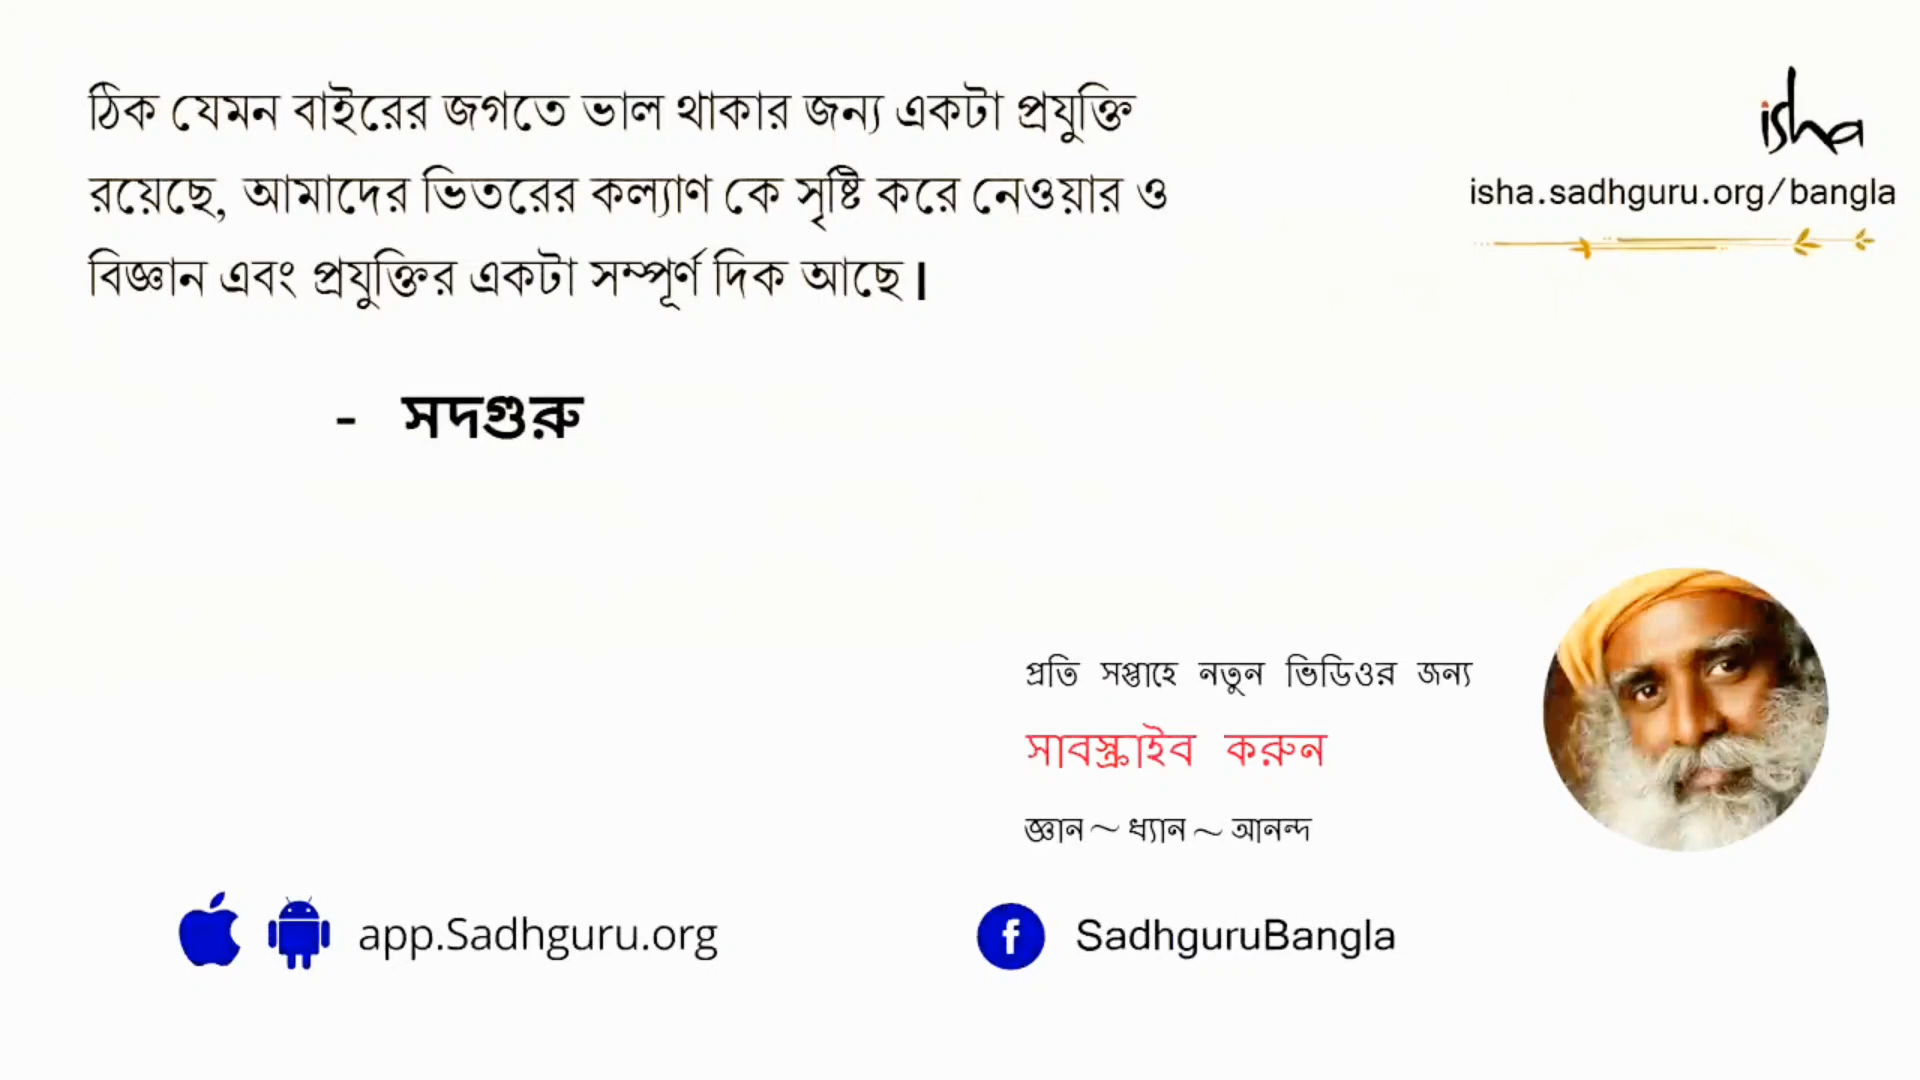 ঠিক যেমন বাইরের জগতে ভাল থাকার জন্য একটা প্রযুক্তি
রয়েছে, আমাদের ভিতরের কল্যাণ কে সৃষ্টি করে নেওয়ার ও
বিজ্ঞান এবং প্রযুক্তির একটা সম্পূর্ণ দিক আছে।
- সদগুরু
isha
isha.sadhguru.org/bangla
প্রতি সপ্তাহে নতুন ভিডিওর জন্য
সাবস্ক্রাইব করুন
জ্ঞান ~ ধ্যান ~ আনন্দ
app.Sadhguru.org
f SadhguruBangla